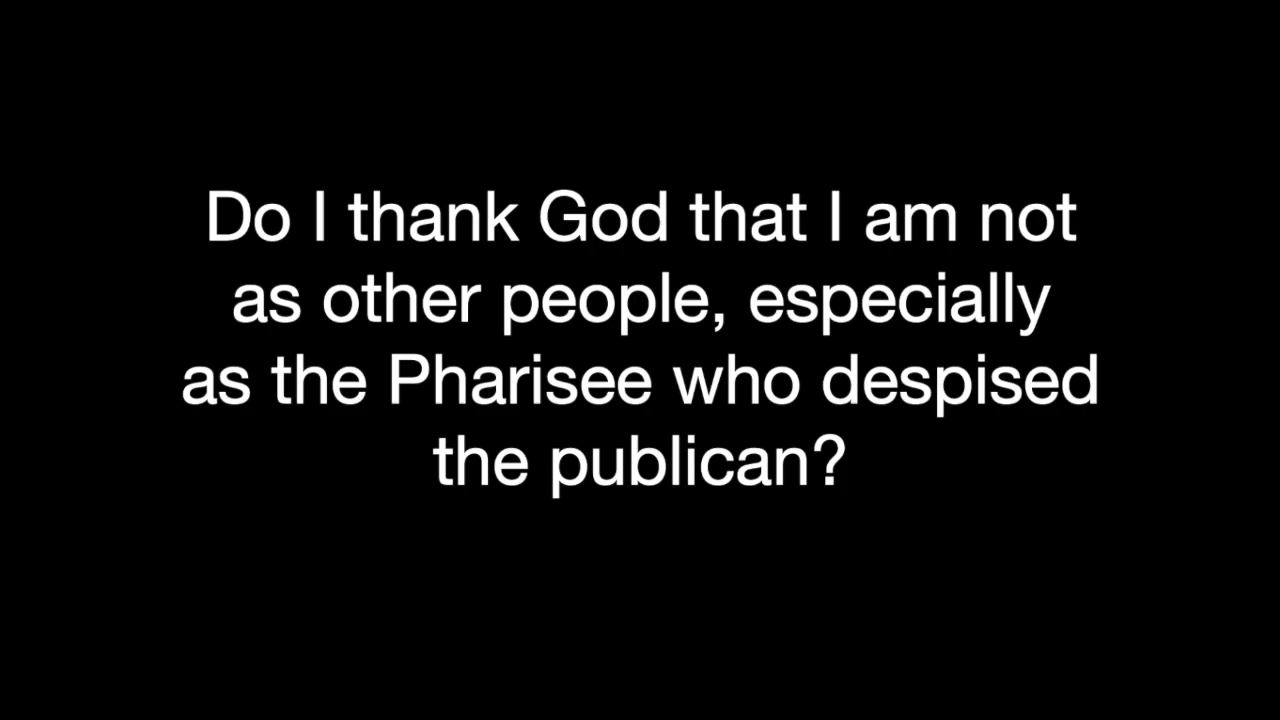 Do I thank God that I am not
as other people, especially
as the Pharisee who despised
the publican?